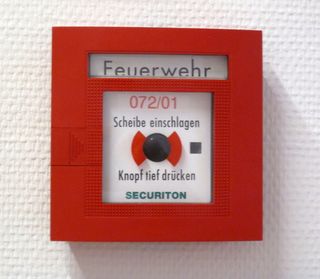 Feuerwehr
072/01
Scheibe einschlagen
Knopf tief drücken
SECURITON